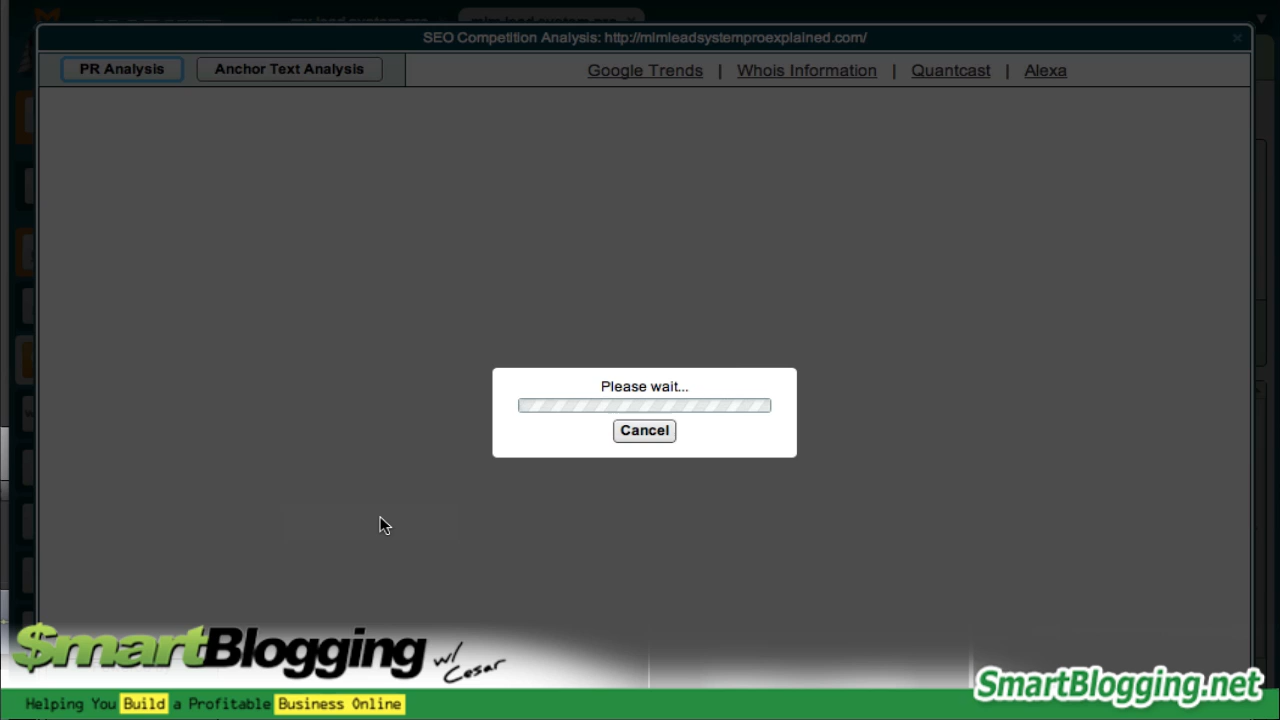 SEO Competition Analysis: http://mlmleadsystemproexplained.com/
PR Analysis Anchor Text Analysis Google Trends | Whois Information | Quantcast | Alexa
Please wait...
Cancel
$martBlogging w/ Cesar
SmartBlogging.net
Helping You Build a Profitable Business Online